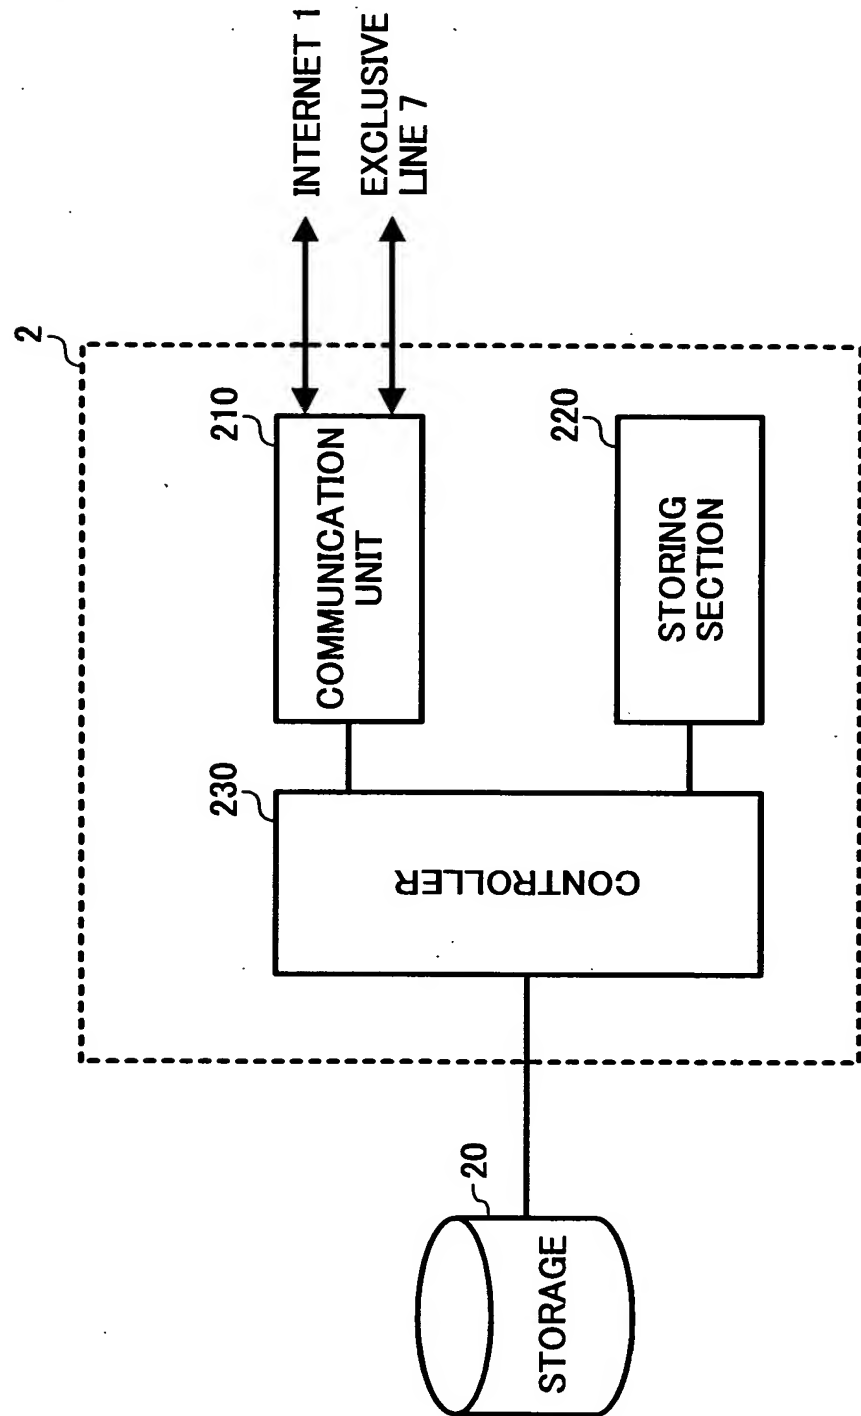 2
INTERNET 1
EXCLUSIVE
LINE 7
210
COMMUNICATION
UNIT
220
STORING
SECTION
230
CONTROLLER
20
STORAGE